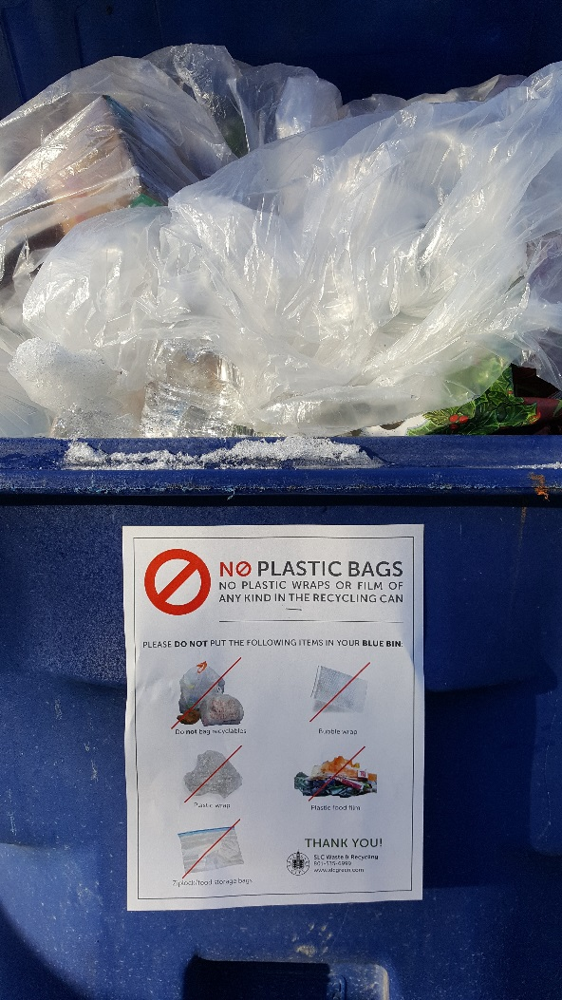 NO PLASTIC BAGS
NO PLASTIC WRAPS OR FILM OF
ANY KIND IN THE RECYCLING CAN
PLEASE DO NOT PUT THE FOLLOWING ITEMS IN YOUR BLUE BIN:
Do not bag recyclables
Bubble wrap
Plastic wrap
Plastic food film
Ziplock/food storage bags
THANK YOU!
SLC Waste & Recycling
801-535-6999
www.slcgreen.com